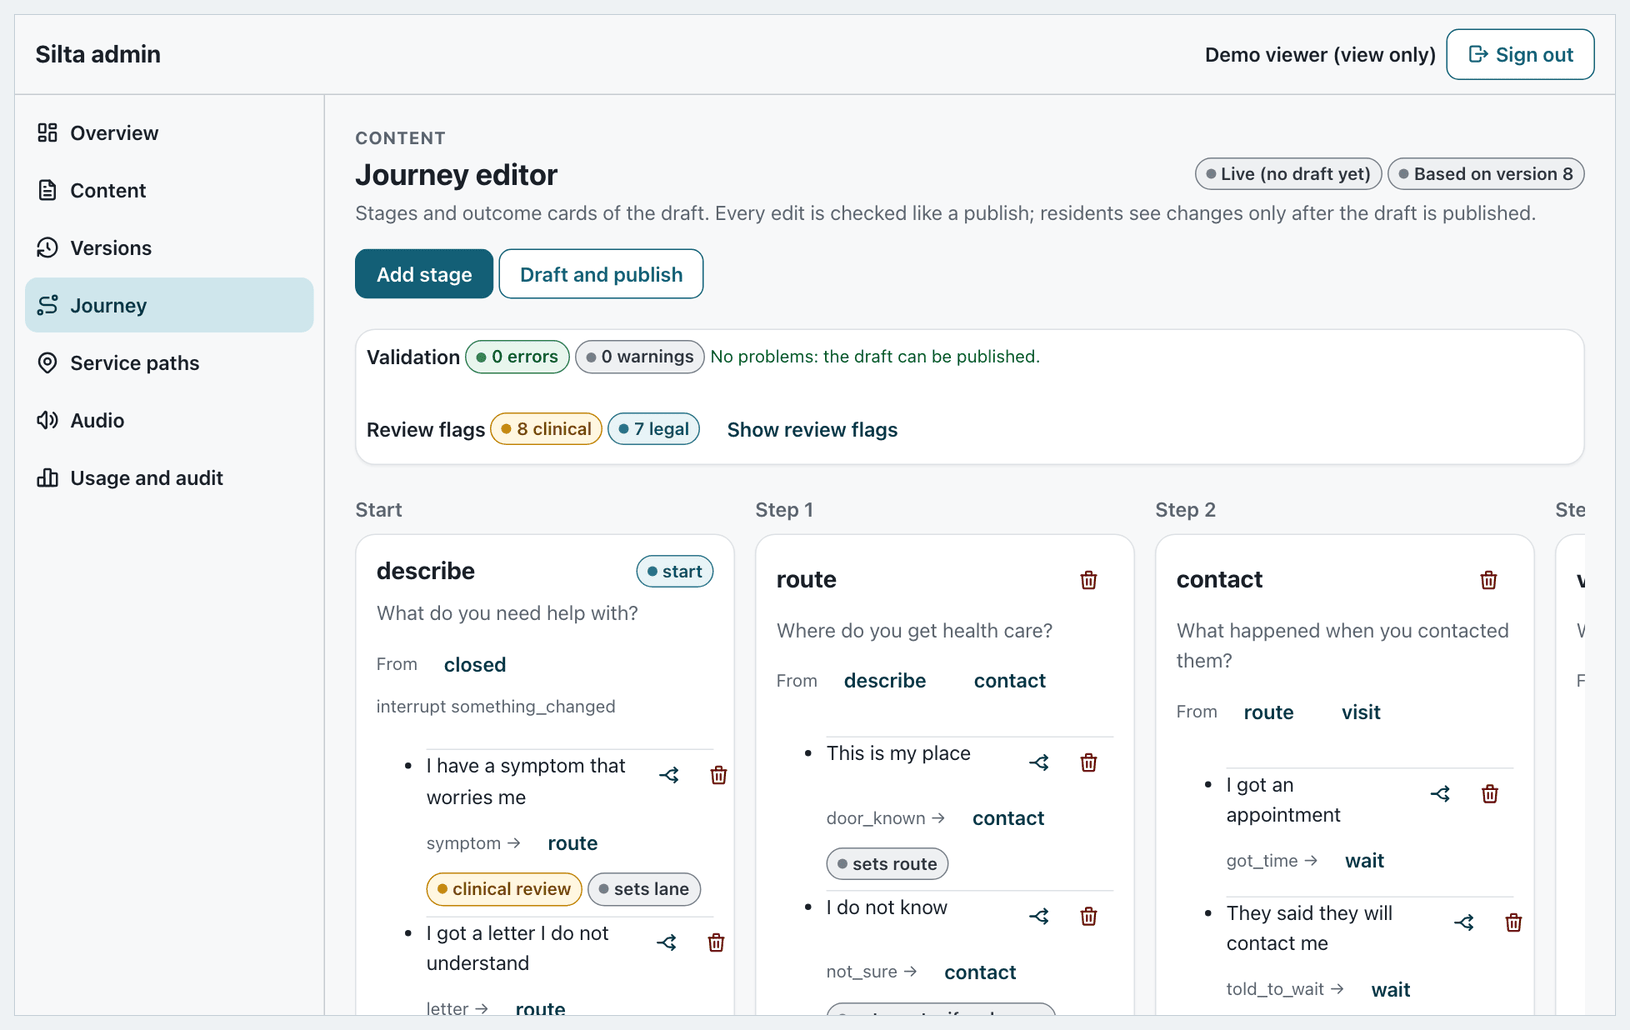 Silta admin
Demo viewer (view only)
Sign out
Overview
Content
Versions
Journey
Service paths
Audio
Usage and audit
CONTENT
Journey editor
Live (no draft yet)
Based on version 8
Stages and outcome cards of the draft. Every edit is checked like a publish; residents see changes only after the draft is published.
Add stage
Draft and publish
Validation 0 errors 0 warnings No problems: the draft can be published.
Review flags 8 clinical 7 legal Show review flags
Start
describe start
What do you need help with?
From closed
interrupt something_changed
• I have a symptom that
worries me
symptom → route
clinical review sets lane
• I got a letter I do not
understand
letter → route
Step 1
route
Where do you get health care?
From describe contact
• This is my place
door_known → contact
sets route
• I do not know
not_sure → contact
Step 2
contact
What happened when you contacted
them?
From route visit
• I got an
appointment
got_time → wait
• They said they will
contact me
told_to_wait → wait